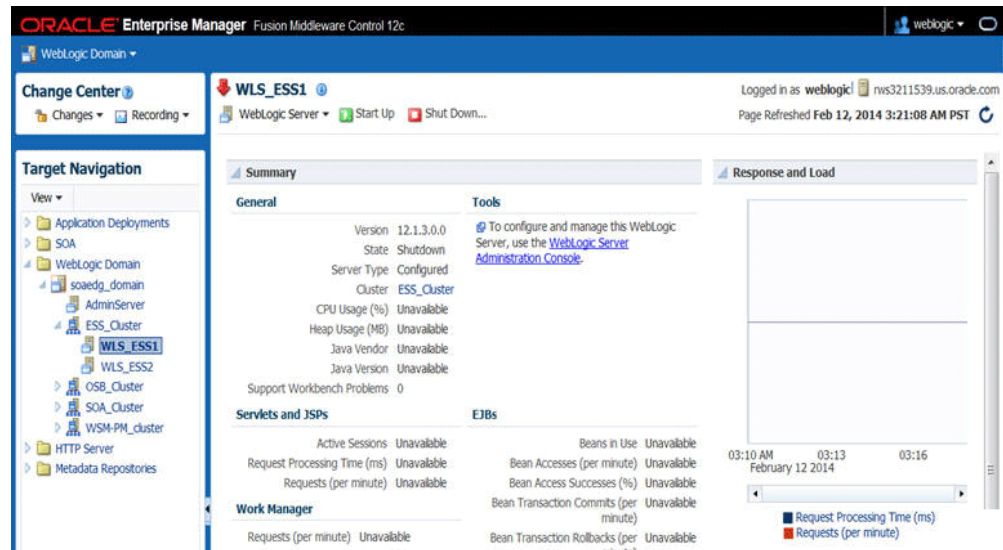 ORACLE Enterprise Manager Fusion Middleware Control 12c
weblogic
WebLogic Domain
Change Center
Changes
Recording
Target Navigation
View
Application Deployments
SOA
WebLogic Domain
soaedg_domain
AdminServer
ESS_Cluster
WLS_ESS1
WLS_ESS2
OSB_Cluster
SOA_Cluster
WSM-PM_cluster
HTTP Server
Metadata Repositories
WLS_ESS1
WebLogic Server
Start Up
Shut Down...
Logged in as weblogic
rws3211539.us.oracle.com
Page Refreshed Feb 12, 2014 3:21:08 AM PST
Summary
General
Version 12.1.3.0.0
State Shutdown
Server Type Configured
Cluster ESS_Cluster
CPU Usage (%) Unavailable
Heap Usage (MB) Unavailable
Java Vendor Unavailable
Java Version Unavailable
Support Workbench Problems 0
Tools
To configure and manage this WebLogic
Server, use the WebLogic Server
Administration Console.
Servlets and JSPs
Active Sessions Unavailable
Request Processing Time (ms) Unavailable
Requests (per minute) Unavailable
Work Manager
Requests (per minute) Unavailable
EJBs
Beans in Use Unavailable
Bean Accesses (per minute) Unavailable
Bean Access Successes (%) Unavailable
Bean Transaction Commits (per
minute) Unavailable
Bean Transaction Rollbacks (per Unavailable
Response and Load
03:10 AM 03:13 03:16
February 12 2014
Request Processing Time (ms)
Requests (per minute)